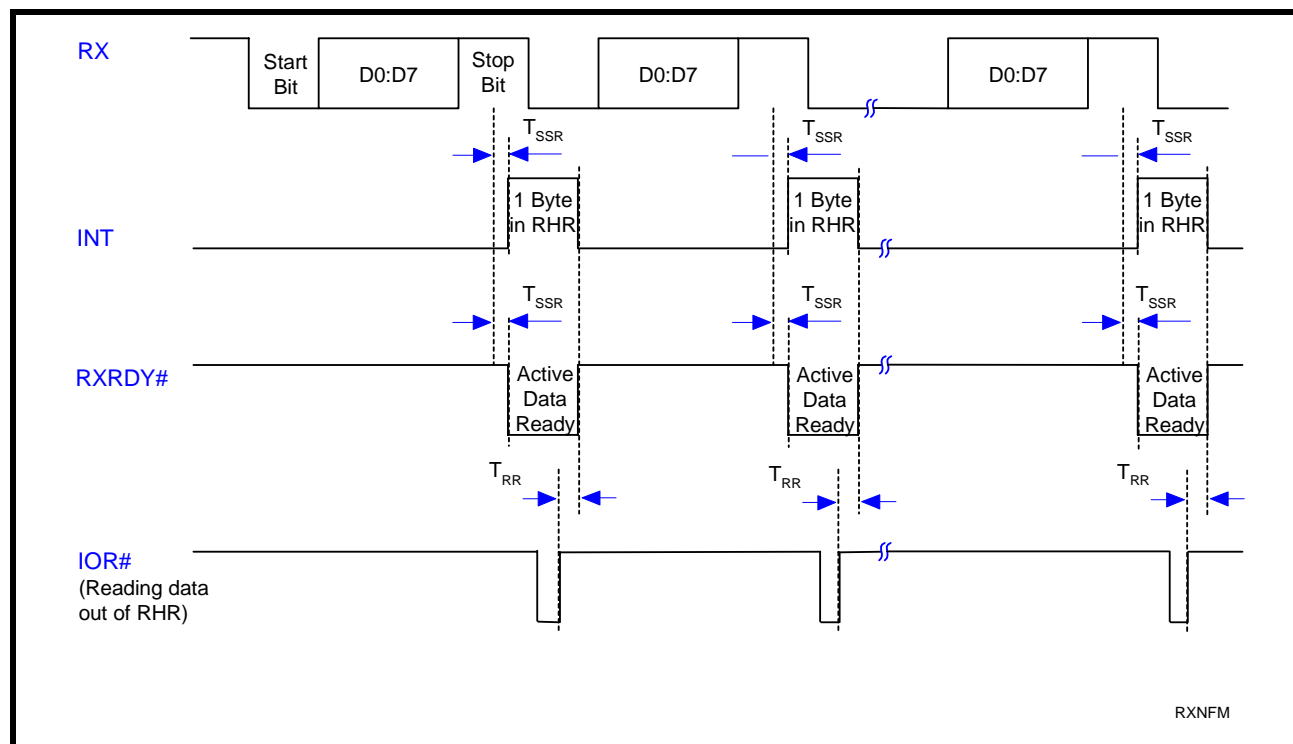 RX
Start
Bit
D0:D7
Stop
Bit
D0:D7
D0:D7
TSSR
TSSR
TSSR
INT
1 Byte
in RHR
1 Byte
in RHR
1 Byte
in RHR
TSSR
TSSR
TSSR
RXRDY#
Active
Data
Ready
Active
Data
Ready
Active
Data
Ready
TRR
TRR
TRR
IOR#
(Reading data
out of RHR)
RXNFM